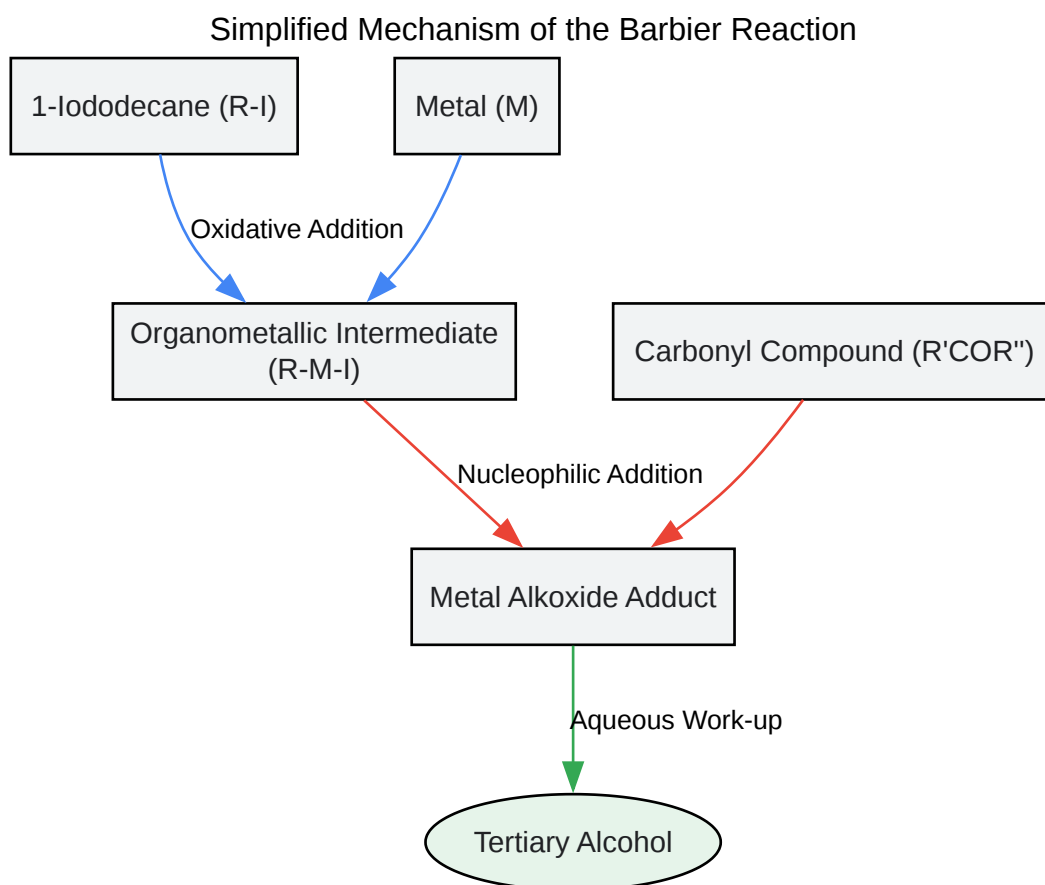 Simplified Mechanism of the Barbier Reaction
1-Iododecane (R-I)
Metal (M)
Oxidative Addition
Organometallic Intermediate
(R-M-I)
Carbonyl Compound (R'COR'')
Nucleophilic Addition
Metal Alkoxide Adduct
Aqueous Work-up
Tertiary Alcohol